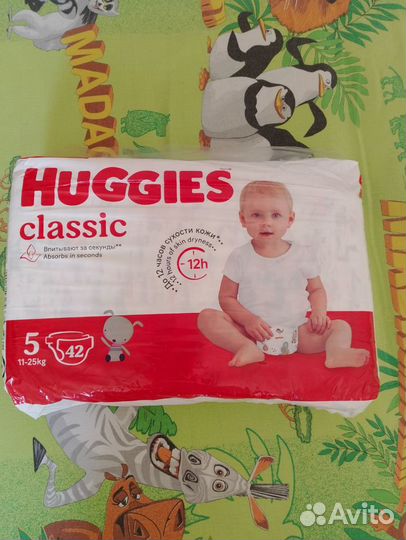 MADA
HUGGIES
classic
Впитывают за секунды**
Absorbs in seconds
До 12 часов сухости кожи*
12 hours of skin dryness**
12h
5
42
11-25kg
Avito